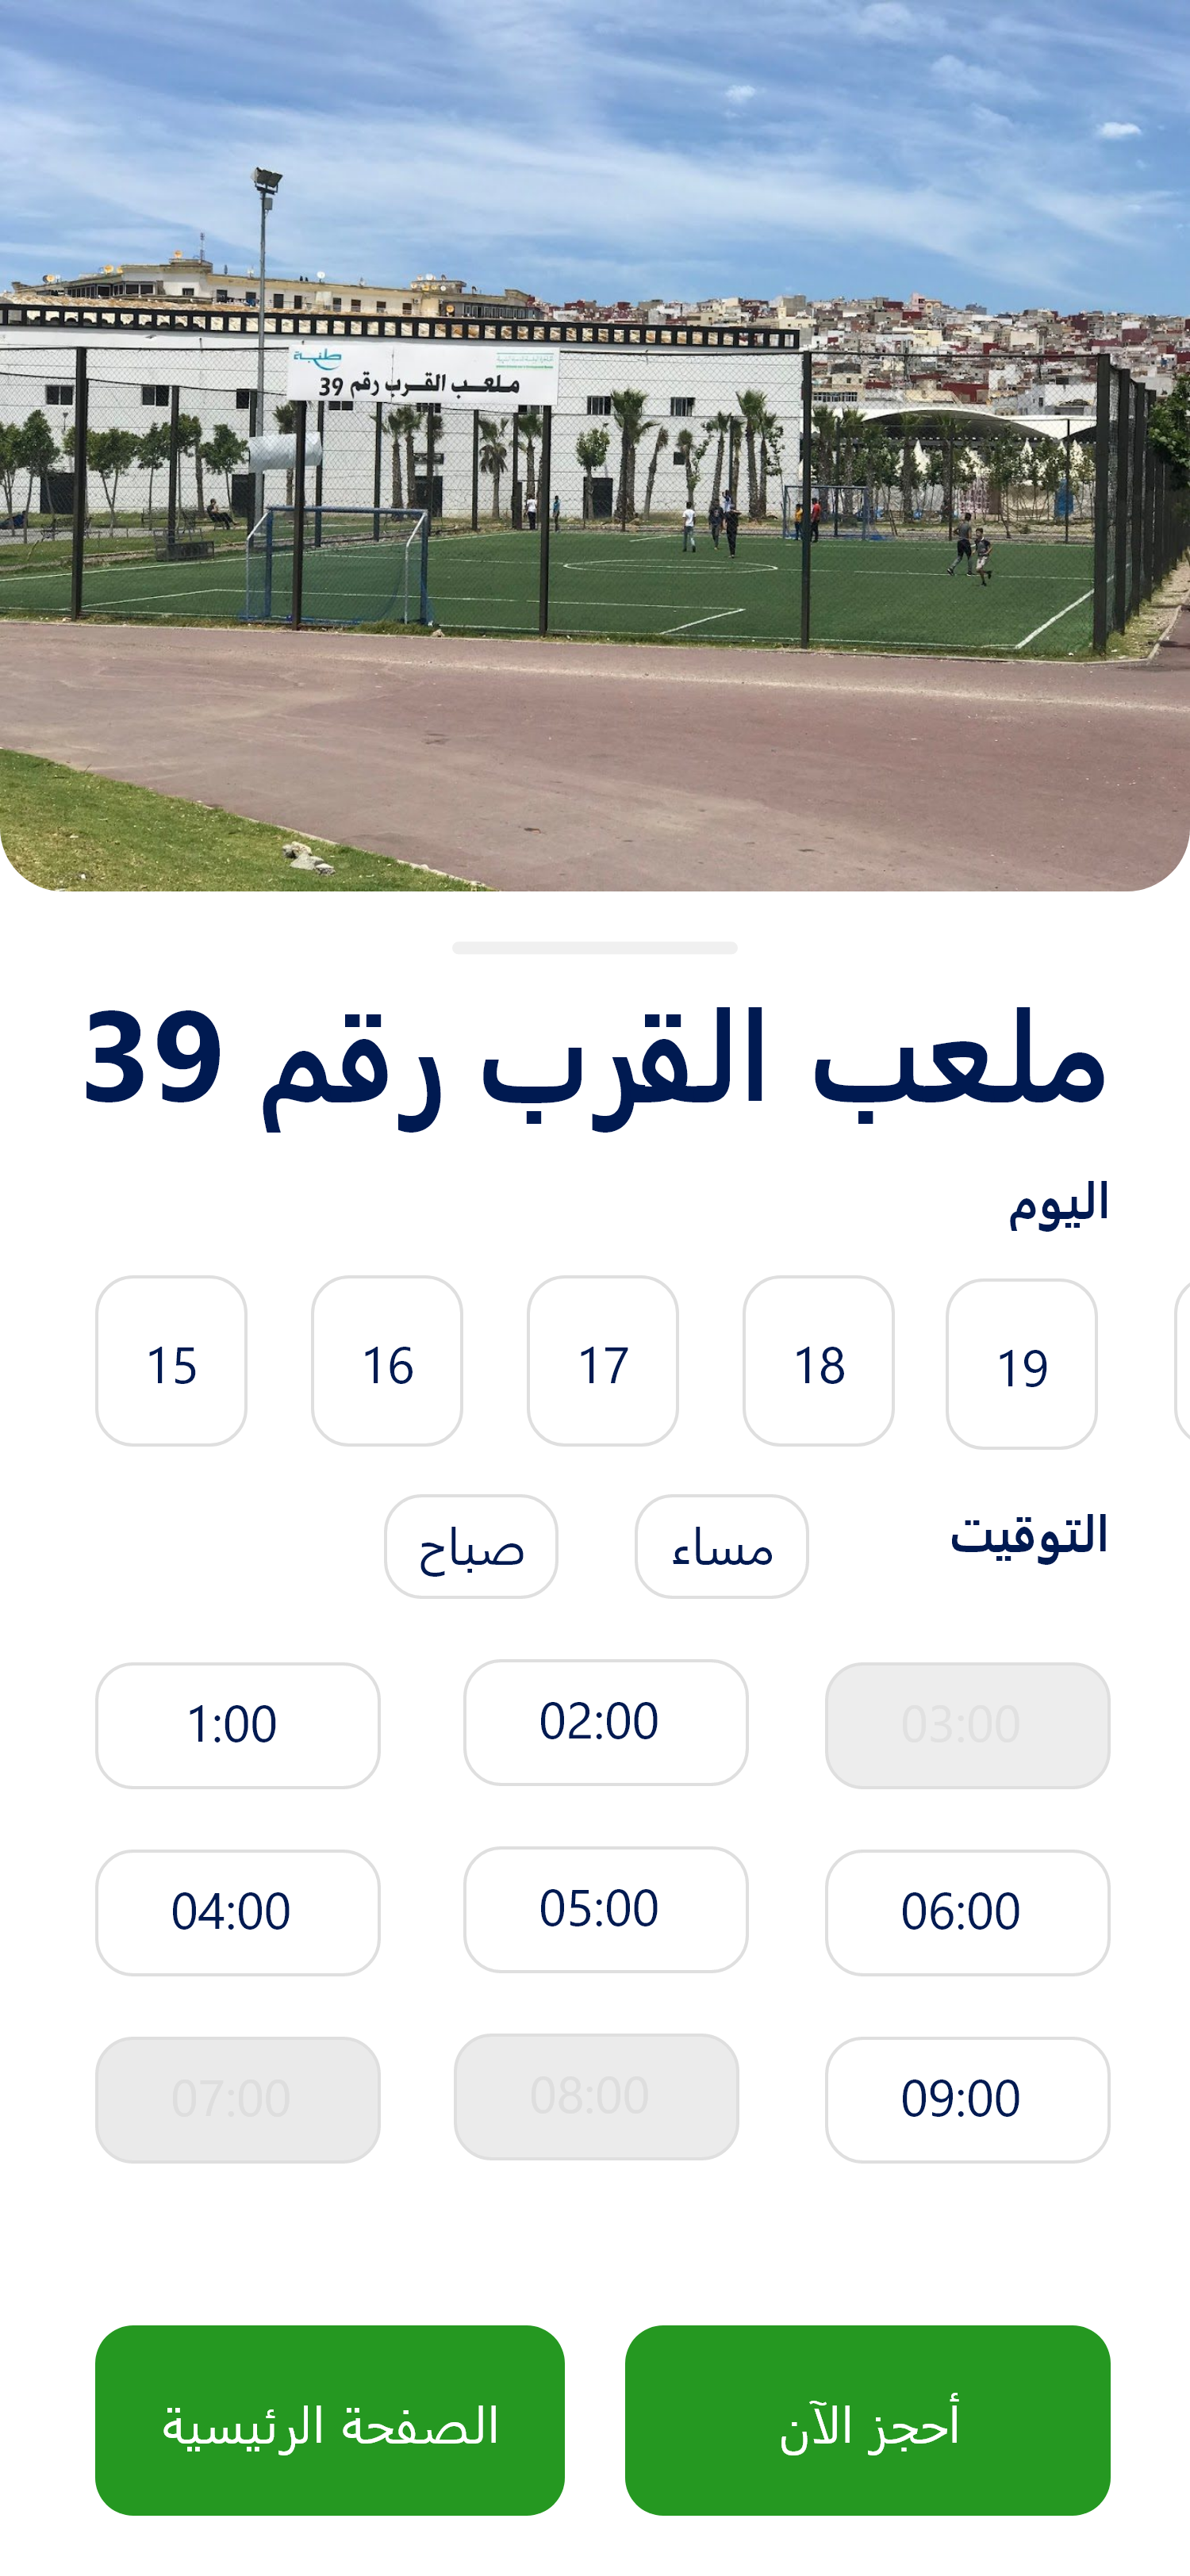 طنجة
ملعب القرب رقم 39
ملعب القرب رقم 39
اليوم
15 16 17 18 19
التوقيت
مساء صباح
1:00 02:00 03:00
04:00 05:00 06:00
07:00 08:00 09:00
أحجز الآن
الصفحة الرئيسية